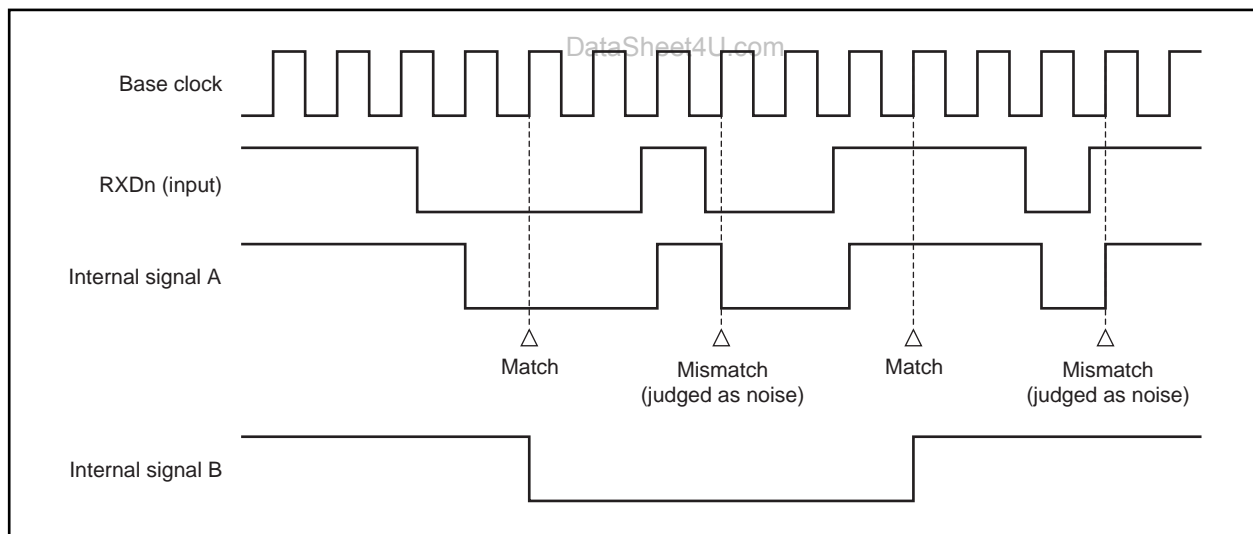 DataSheet4U.com
Base clock
RXDn (input)
Internal signal A
Match
Mismatch
(judged as noise)
Match
Mismatch
(judged as noise)
Internal signal B